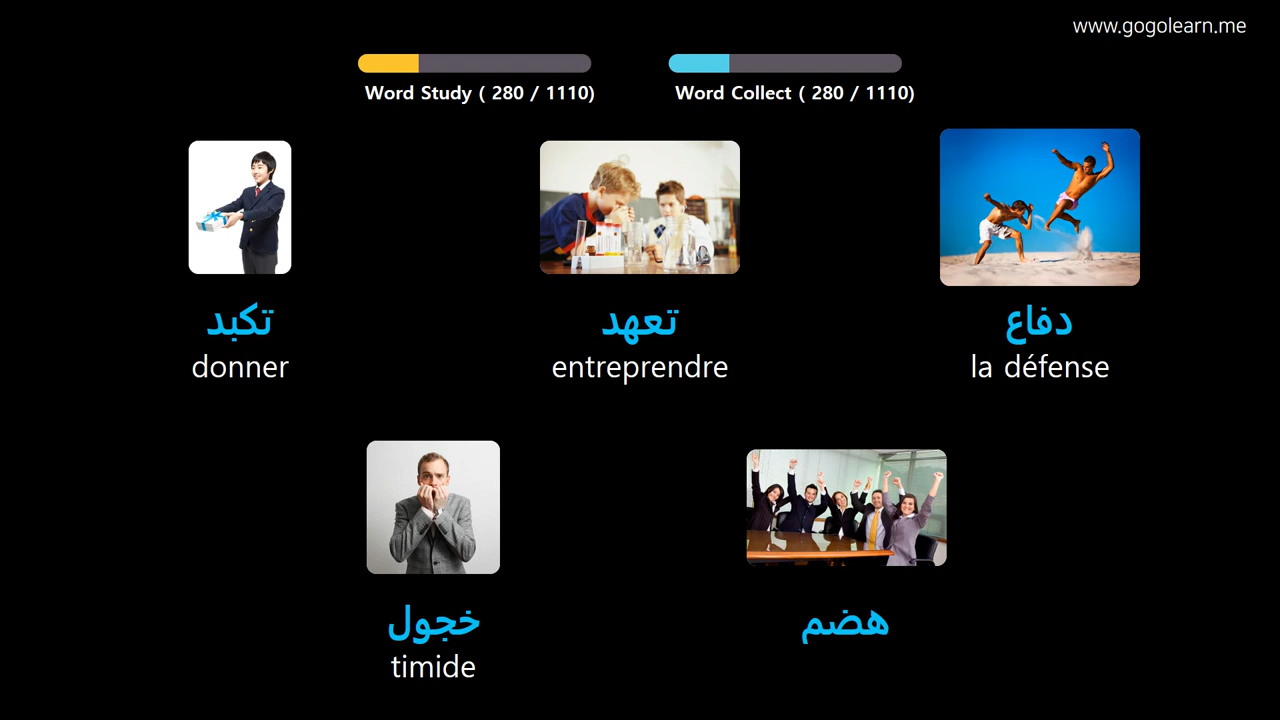 www.gogolearn.me
Word Study ( 280 / 1110)
Word Collect ( 280 / 1110)
تكبد
donner
تعهد
entreprendre
دفاع
la défense
خجول
timide
هضم